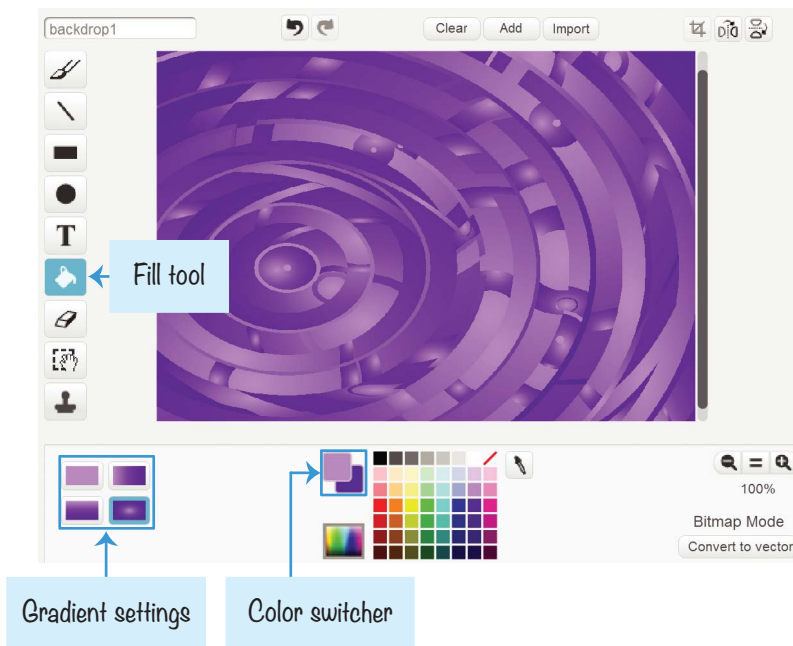 backdrop1
Clear
Add
Import
T
Fill tool
100%
Bitmap Mode
Convert to vector
Gradient settings
Color switcher